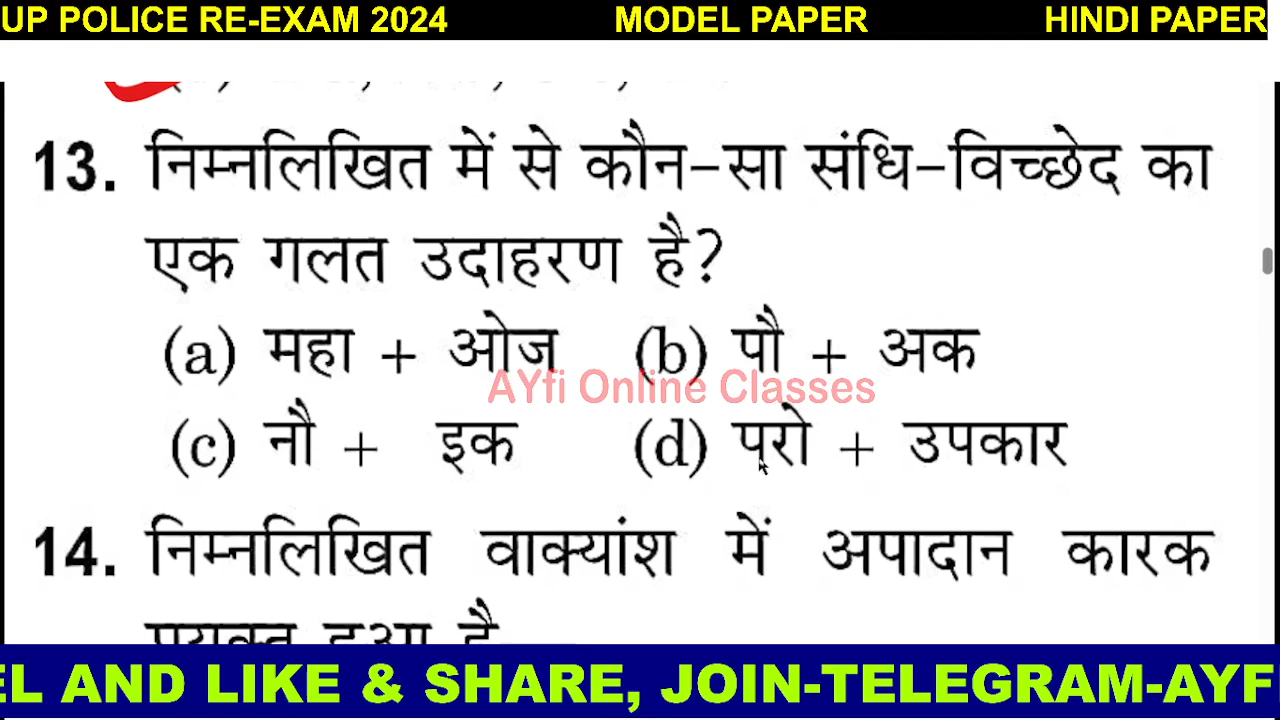 UP POLICE RE-EXAM 2024 MODEL PAPER HINDI PAPER
13. निम्नलिखित में से कौन-सा संधि-विच्छेद का
एक गलत उदाहरण है?
(a) महा + ओज (b) पौ + अक
AYfi Online Classes
(c) नौ + इक (d) परो + उपकार
14. निम्नलिखित वाक्यांश में अपादान कारक
प्रयुक्त हुआ है
EL AND LIKE & SHARE, JOIN-TELEGRAM-AYF